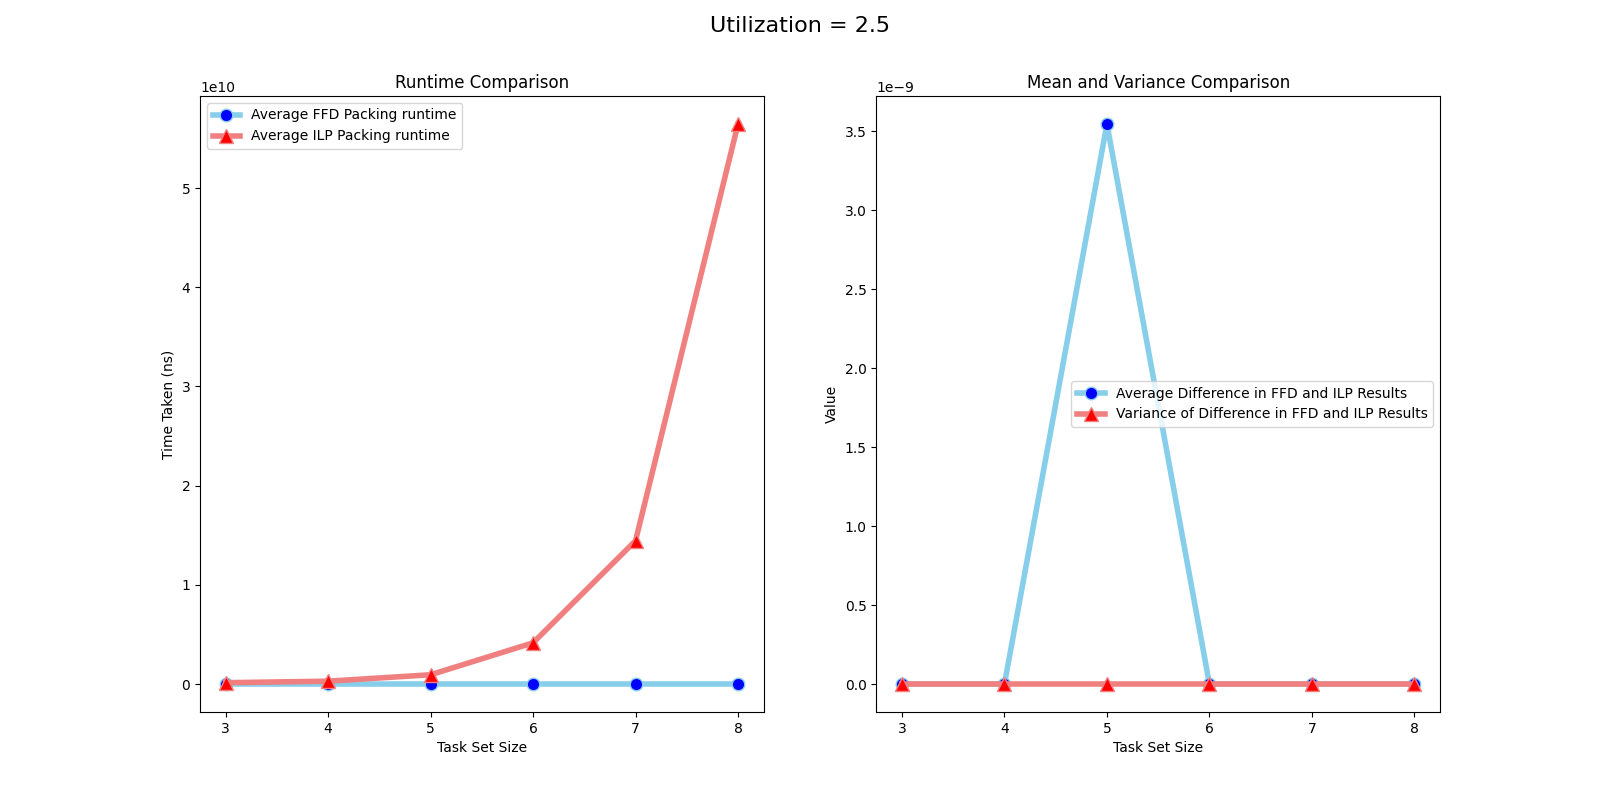 Utilization = 2.5
Runtime Comparison
1e10
Average FFD Packing runtime
Average ILP Packing runtime
5
4
3
2
1
0
Time Taken (ns)
3 4 5 6 7 8
Task Set Size
Mean and Variance Comparison
1e−9
3.5
3.0
2.5
2.0
1.5
1.0
0.5
0.0
Value
Average Difference in FFD and ILP Results
Variance of Difference in FFD and ILP Results
3 4 5 6 7 8
Task Set Size